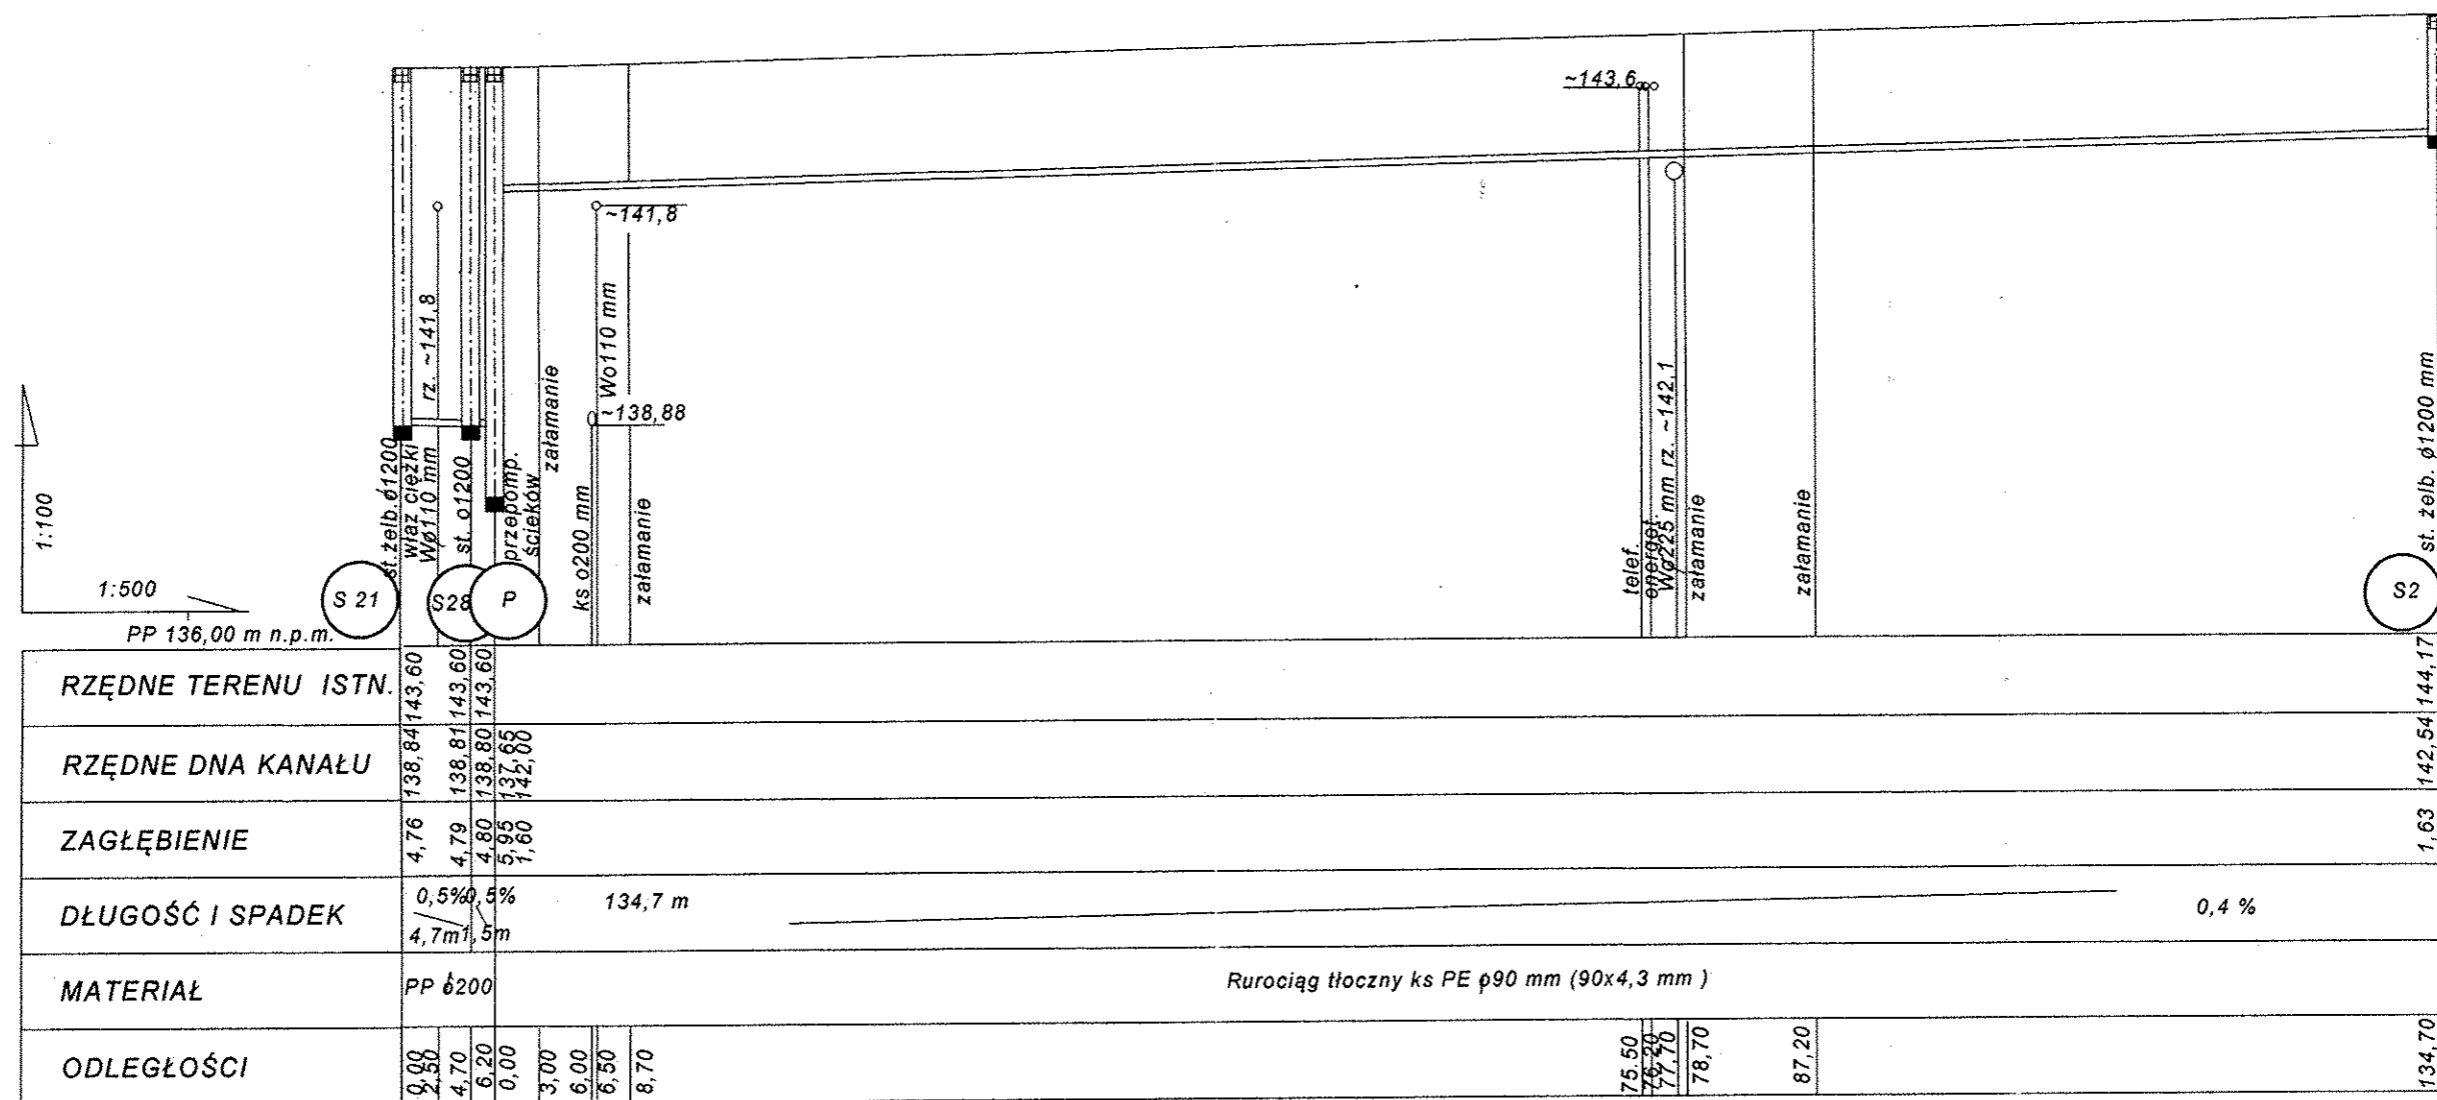 ~143,6
~141,8
rz. ~141,8
Wo110 mm
~138,88
załamanie
st.żelb.ø1200
właz ciężki
Wø110 mm
st. o1200
przepomp.
ścieków
ks o200 mm
załamanie
telef.
energet.
Wø225 mm rz. ~142,1
załamanie
załamanie
st. żelb. ø1200 mm
1:100
1:500
PP 136,00 m n.p.m.
S 21
S28
P
S2
RZĘDNE TERENU ISTN.
143,60
143,60
143,60
144,17
RZĘDNE DNA KANAŁU
138,84
138,81
138,80
137,65
142,00
142,54
ZAGŁĘBIENIE
4,76
4,79
4,80
5,95
1,60
1,63
DŁUGOŚĆ I SPADEK
0,5%
0,5%
4,7m
1,5m
134,7 m
0,4 %
MATERIAŁ
PP ø200
Rurociąg tłoczny ks PE φ90 mm (90x4,3 mm )
ODLEGŁOŚCI
0,00
2,50
4,70
6,20
0,00
3,00
6,00
6,50
8,70
75.50
76,20
77,70
78,70
87,20
134,70